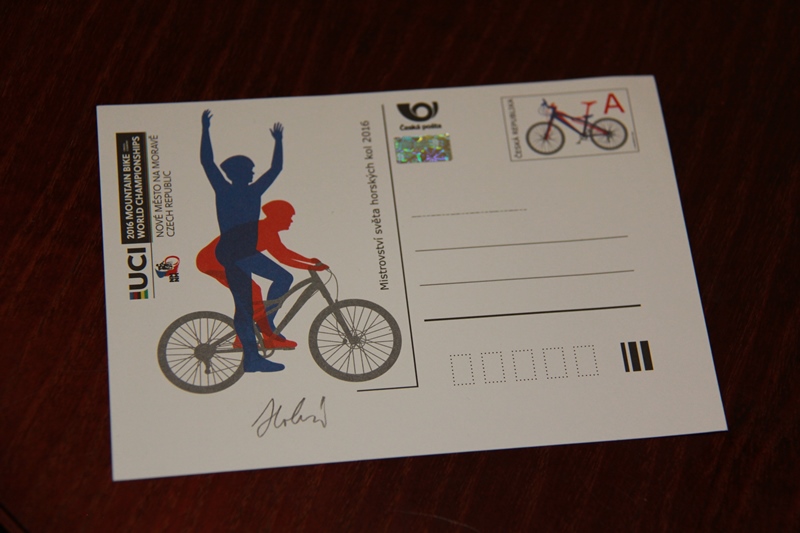 UCI
2016 MOUNTAIN BIKE
WORLD CHAMPIONSHIPS
NOVÉ MĚSTO NA MORAVĚ
CZECH REPUBLIC
Mistrovství světa horských kol 2016
Česká pošta
ČESKÁ REPUBLIKA
A